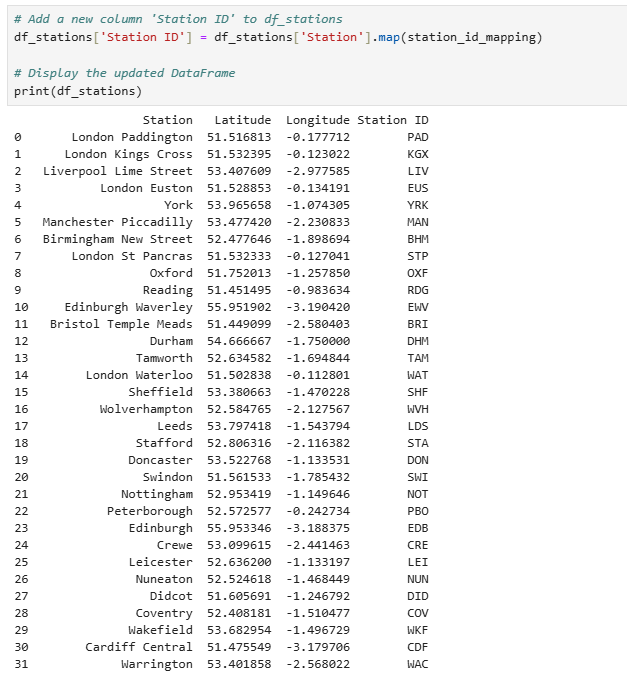 # Add a new column 'Station ID' to df_stations
df_stations['Station ID'] = df_stations['Station'].map(station_id_mapping)
# Display the updated DataFrame
print(df_stations)
Station Latitude Longitude Station ID
0 London Paddington 51.516813 -0.177712 PAD
1 London Kings Cross 51.532395 -0.123022 KGX
2 Liverpool Lime Street 53.407609 -2.977585 LIV
3 London Euston 51.528853 -0.134191 EUS
4 York 53.965658 -1.074305 YRK
5 Manchester Piccadilly 53.477420 -2.230833 MAN
6 Birmingham New Street 52.477646 -1.898694 BHM
7 London St Pancras 51.532333 -0.127041 STP
8 Oxford 51.752013 -1.257850 OXF
9 Reading 51.451495 -0.983634 RDG
10 Edinburgh Waverley 55.951902 -3.190420 EWV
11 Bristol Temple Meads 51.449099 -2.580403 BRI
12 Durham 54.666667 -1.750000 DHM
13 Tamworth 52.634582 -1.694844 TAM
14 London Waterloo 51.502838 -0.112801 WAT
15 Sheffield 53.380663 -1.470228 SHF
16 Wolverhampton 52.584765 -2.127567 WVH
17 Leeds 53.797418 -1.543794 LDS
18 Stafford 52.806316 -2.116382 STA
19 Doncaster 53.522768 -1.133531 DON
20 Swindon 51.561533 -1.785432 SWI
21 Nottingham 52.953419 -1.149646 NOT
22 Peterborough 52.572577 -0.242734 PBO
23 Edinburgh 55.953346 -3.188375 EDB
24 Crewe 53.099615 -2.441463 CRE
25 Leicester 52.636200 -1.133197 LEI
26 Nuneaton 52.524618 -1.468449 NUN
27 Didcot 51.605691 -1.246792 DID
28 Coventry 52.408181 -1.510477 COV
29 Wakefield 53.682954 -1.496729 WKF
30 Cardiff Central 51.475549 -3.179706 CDF
31 Warrington 53.401858 -2.568022 WAC